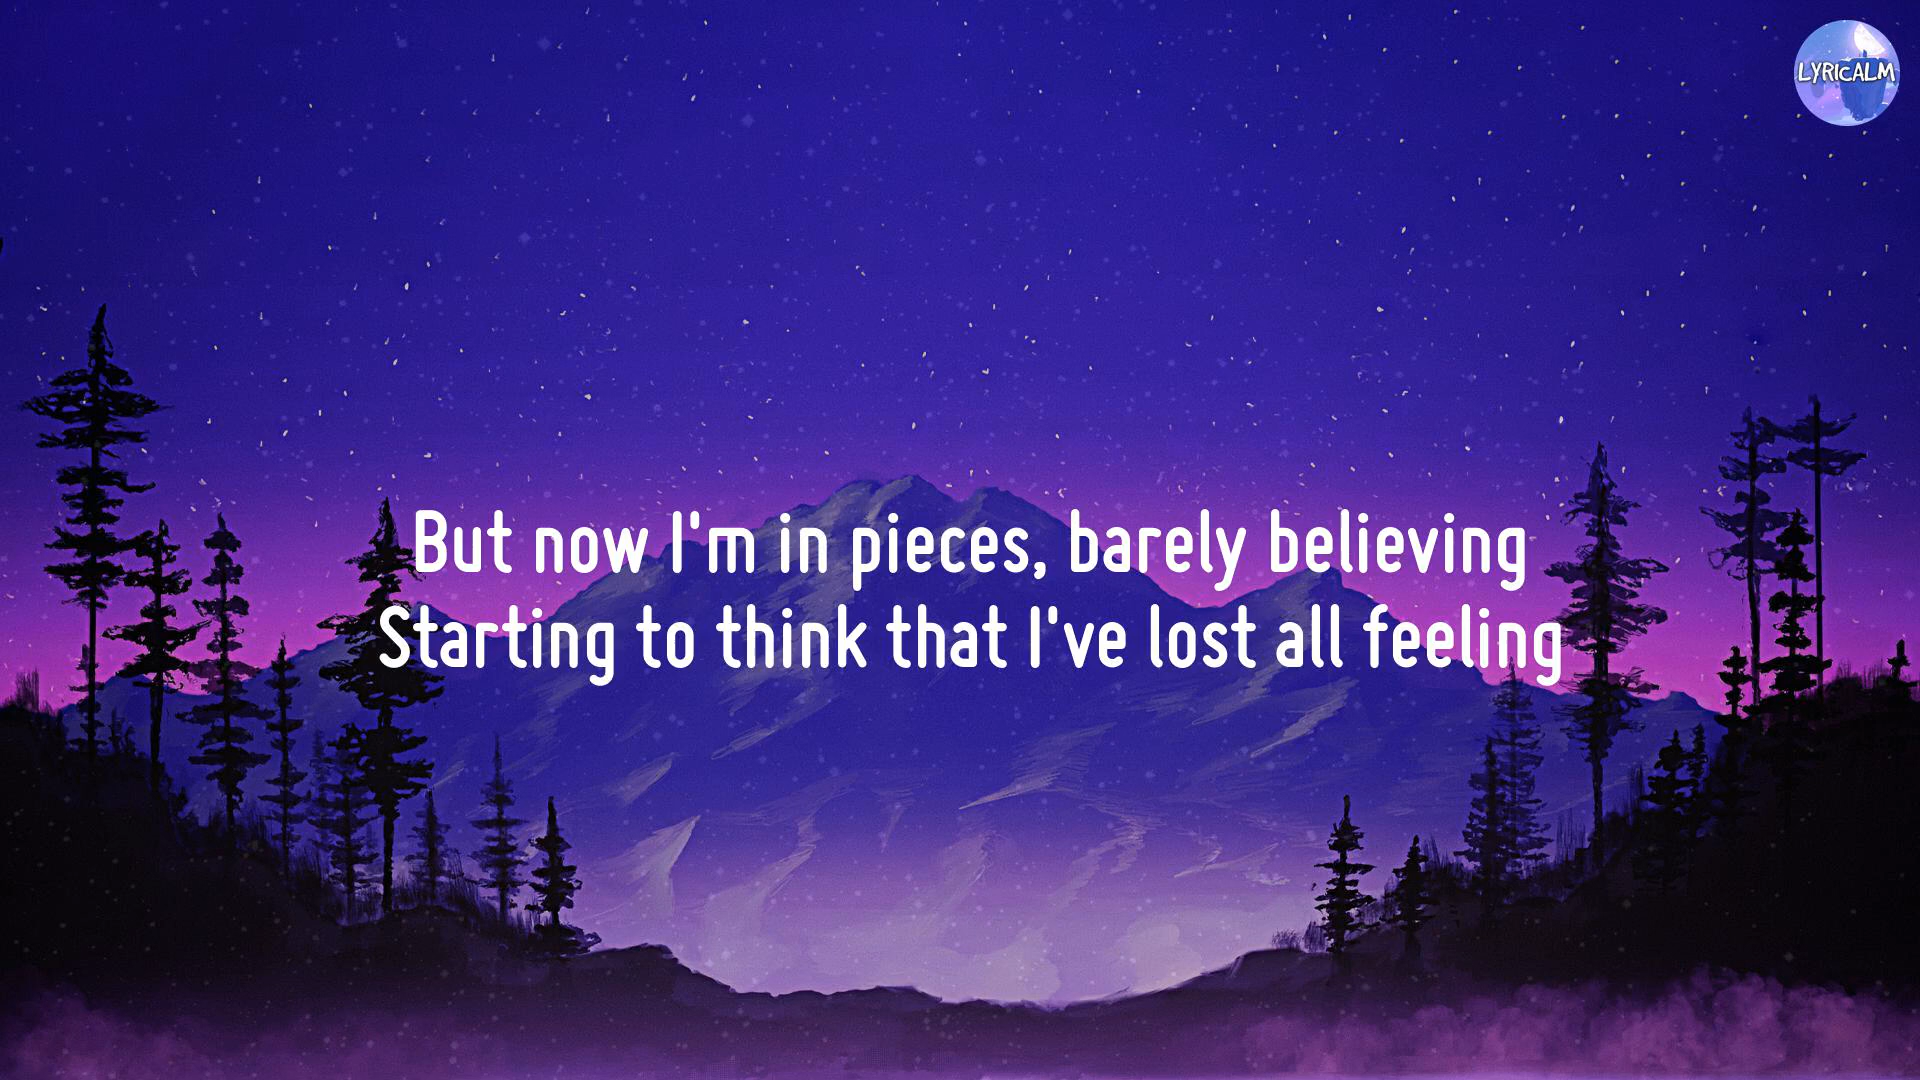 LYRICALM
But now I'm in pieces, barely believing
Starting to think that I've lost all feeling